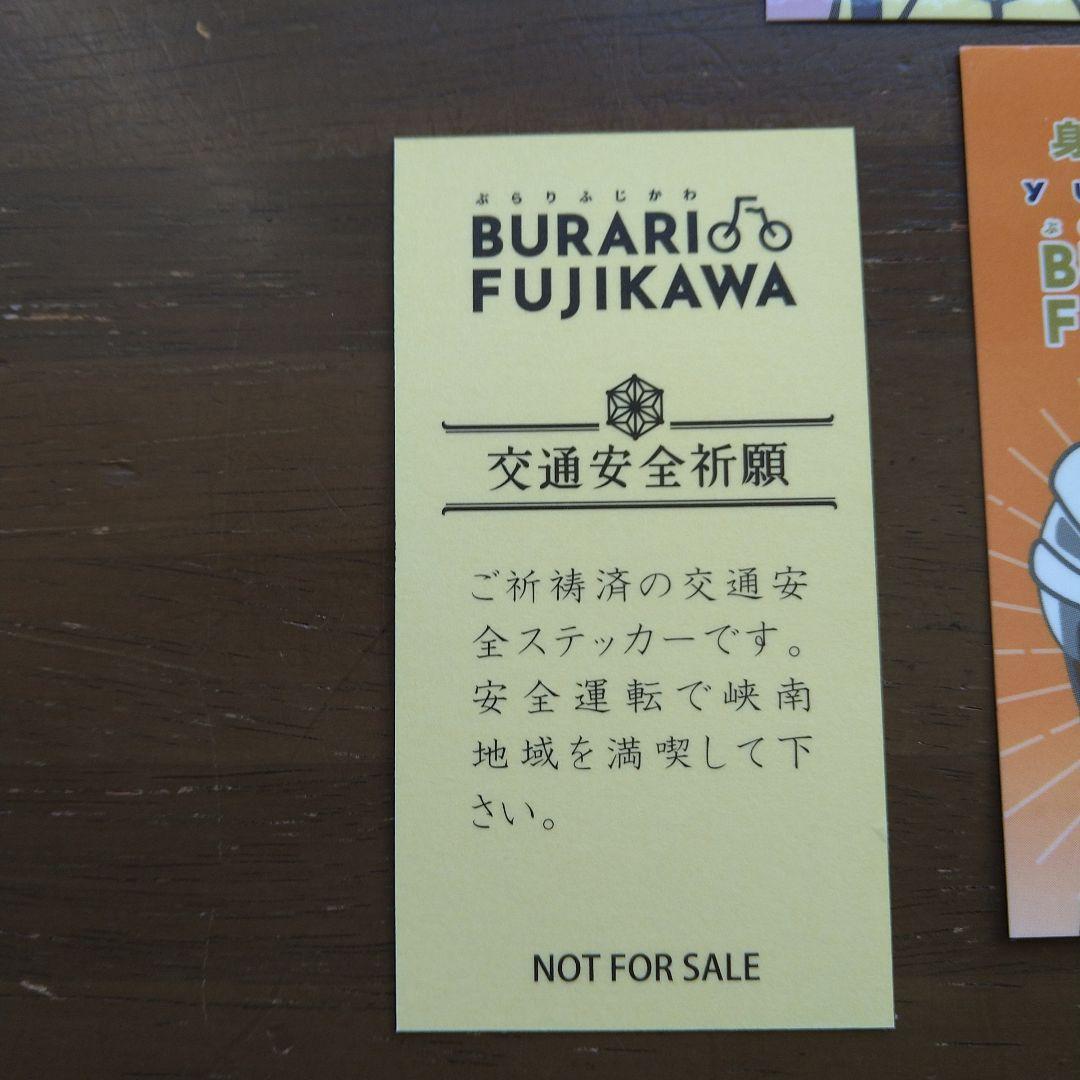 ぶらりふじかわ
BURARI
FUJIKAWA
交通安全祈願
ご祈祷済の交通安
全ステッカーです。
安全運転で峡南
地域を満喫して下
さい。
NOT FOR SALE
身
y u
ぶ
B
F